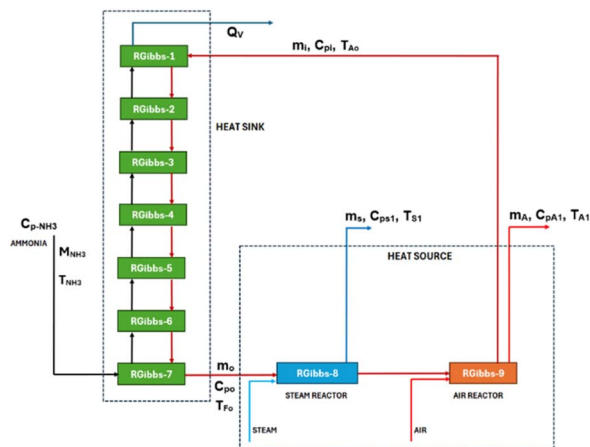 Qv
mi, Cpi, TAo
RGibbs-1
RGibbs-2
HEAT SINK
RGibbs-3
RGibbs-4
Cp-NH3
AMMONIA
MNH3
TNH3
ms, Cps1, TS1
mA, CpA1, TA1
HEAT SOURCE
RGibbs-5
RGibbs-6
RGibbs-7
mo
Cpo
TFo
RGibbs-8
RGibbs-9
STEAM REACTOR
AIR REACTOR
STEAM
AIR